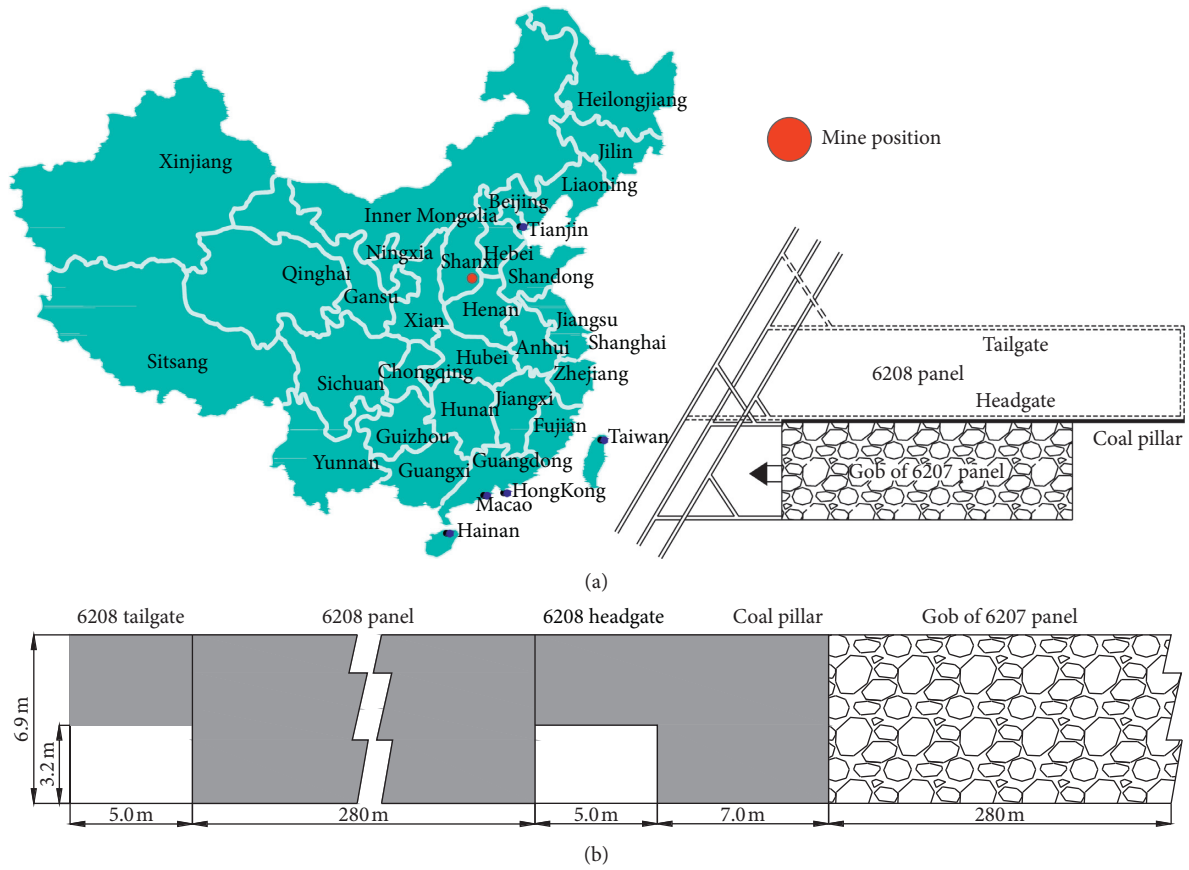 Heilongjiang
Mine position
Jilin
Xinjiang
Liaoning
Beijing
Inner Mongolia
Tianjin
Ningxia
Hebei
Shanxi
Qinghai
Shandong
Gansu
Henan
Xian
Jiangsu
Shanghai
Anhui
Tailgate
Hubei
Sitsang
Chongqing
Zhejiang
6208 panel
Sichuan
Jiangxi
Headgate
Hunan
Fujian
Guizhou
Taiwan
Coal pillar
Yunnan
Guangxi
Guangdong
Gob of 6207 panel
HongKong
Macao
Hainan
(a)
6208 tailgate
6208 panel
6208 headgate
Coal pillar
Gob of 6207 panel
6.9 m
3.2 m
5.0 m
280 m
5.0 m
7.0 m
280 m
(b)